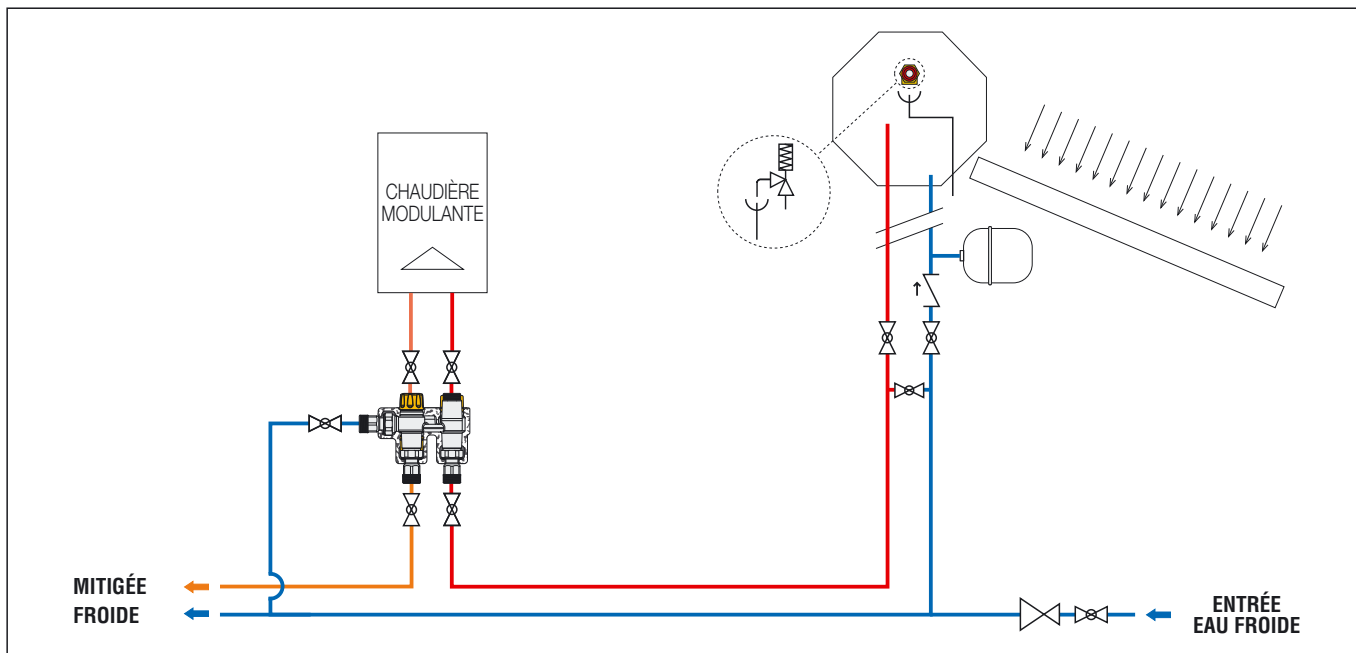 CHAUDIÈRE
MODULANTE
MITIGÉE
FROIDE
ENTRÉE
EAU FROIDE